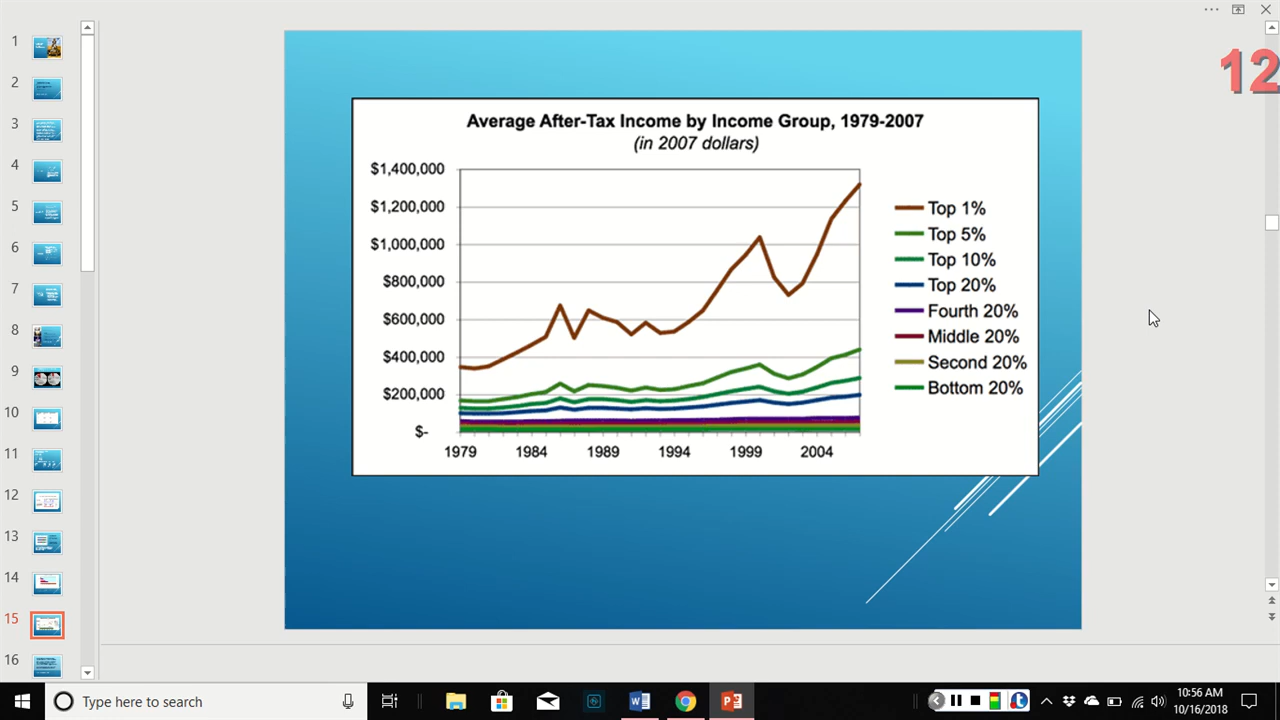 12
1
2
3
4
5
6
7
8
9
10
11
12
13
14
15
16
Average After-Tax Income by Income Group, 1979-2007
(in 2007 dollars)
$1,400,000
$1,200,000
$1,000,000
$800,000
$600,000
$400,000
$200,000
$-
1979 1984 1989 1994 1999 2004
Top 1%
Top 5%
Top 10%
Top 20%
Fourth 20%
Middle 20%
Second 20%
Bottom 20%
Type here to search
10:56 AM
10/16/2018